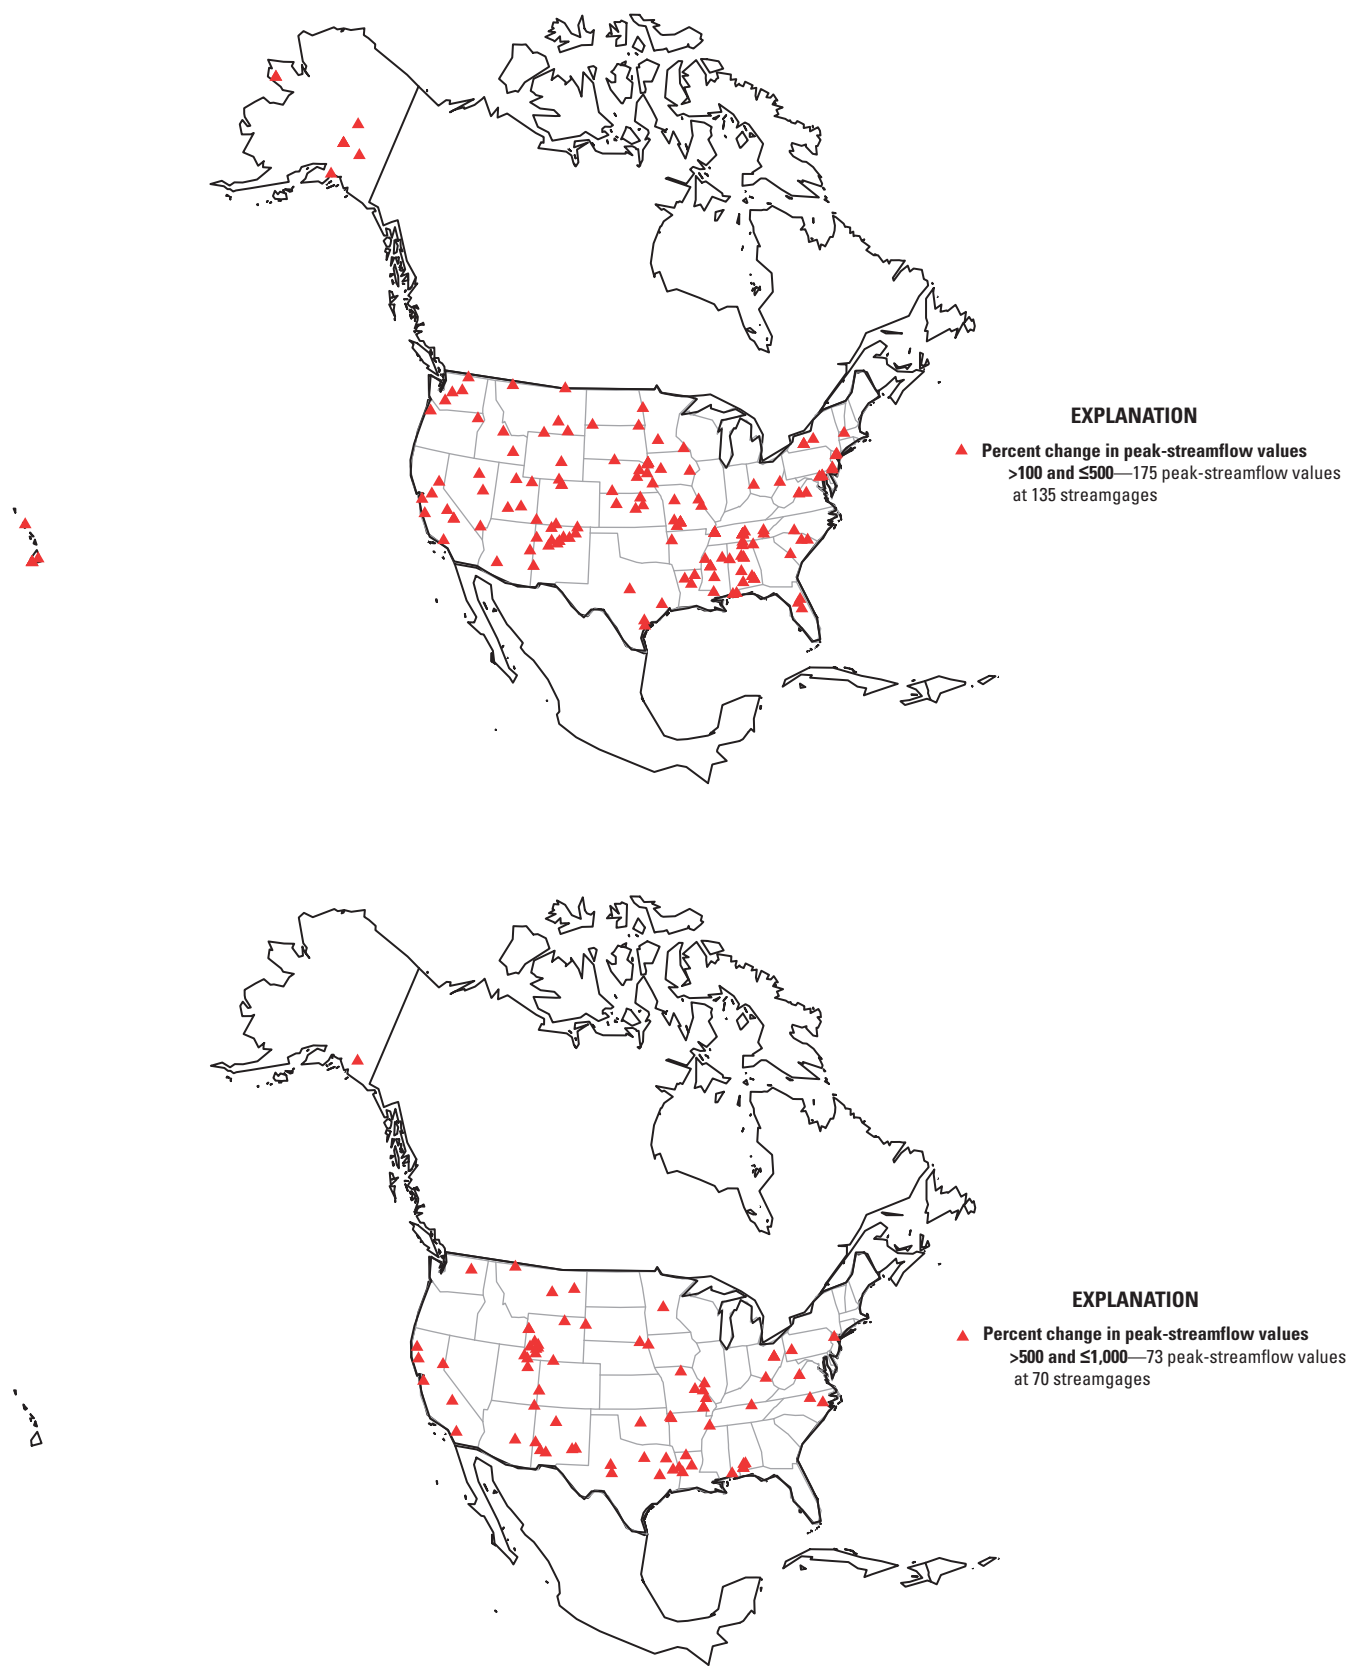 EXPLANATION
Percent change in peak-streamflow values
>100 and ≤500—175 peak-streamflow values
at 135 streamgages
EXPLANATION
Percent change in peak-streamflow values
>500 and ≤1,000—73 peak-streamflow values
at 70 streamgages